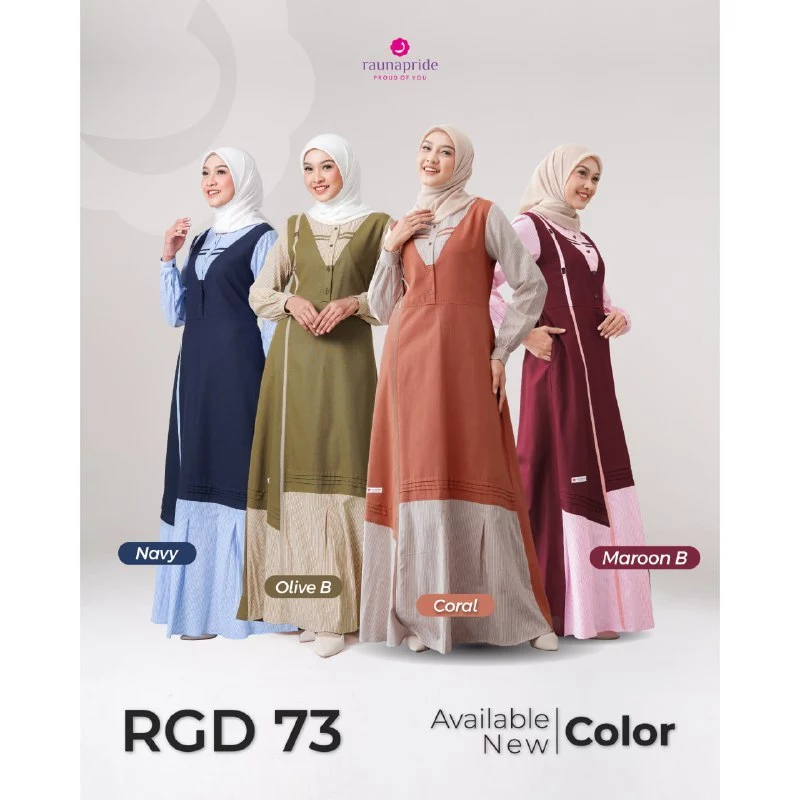 raunapride
PROUD OF YOU
Navy
Olive B
Coral
Maroon B
RGD 73
Available
New
Color